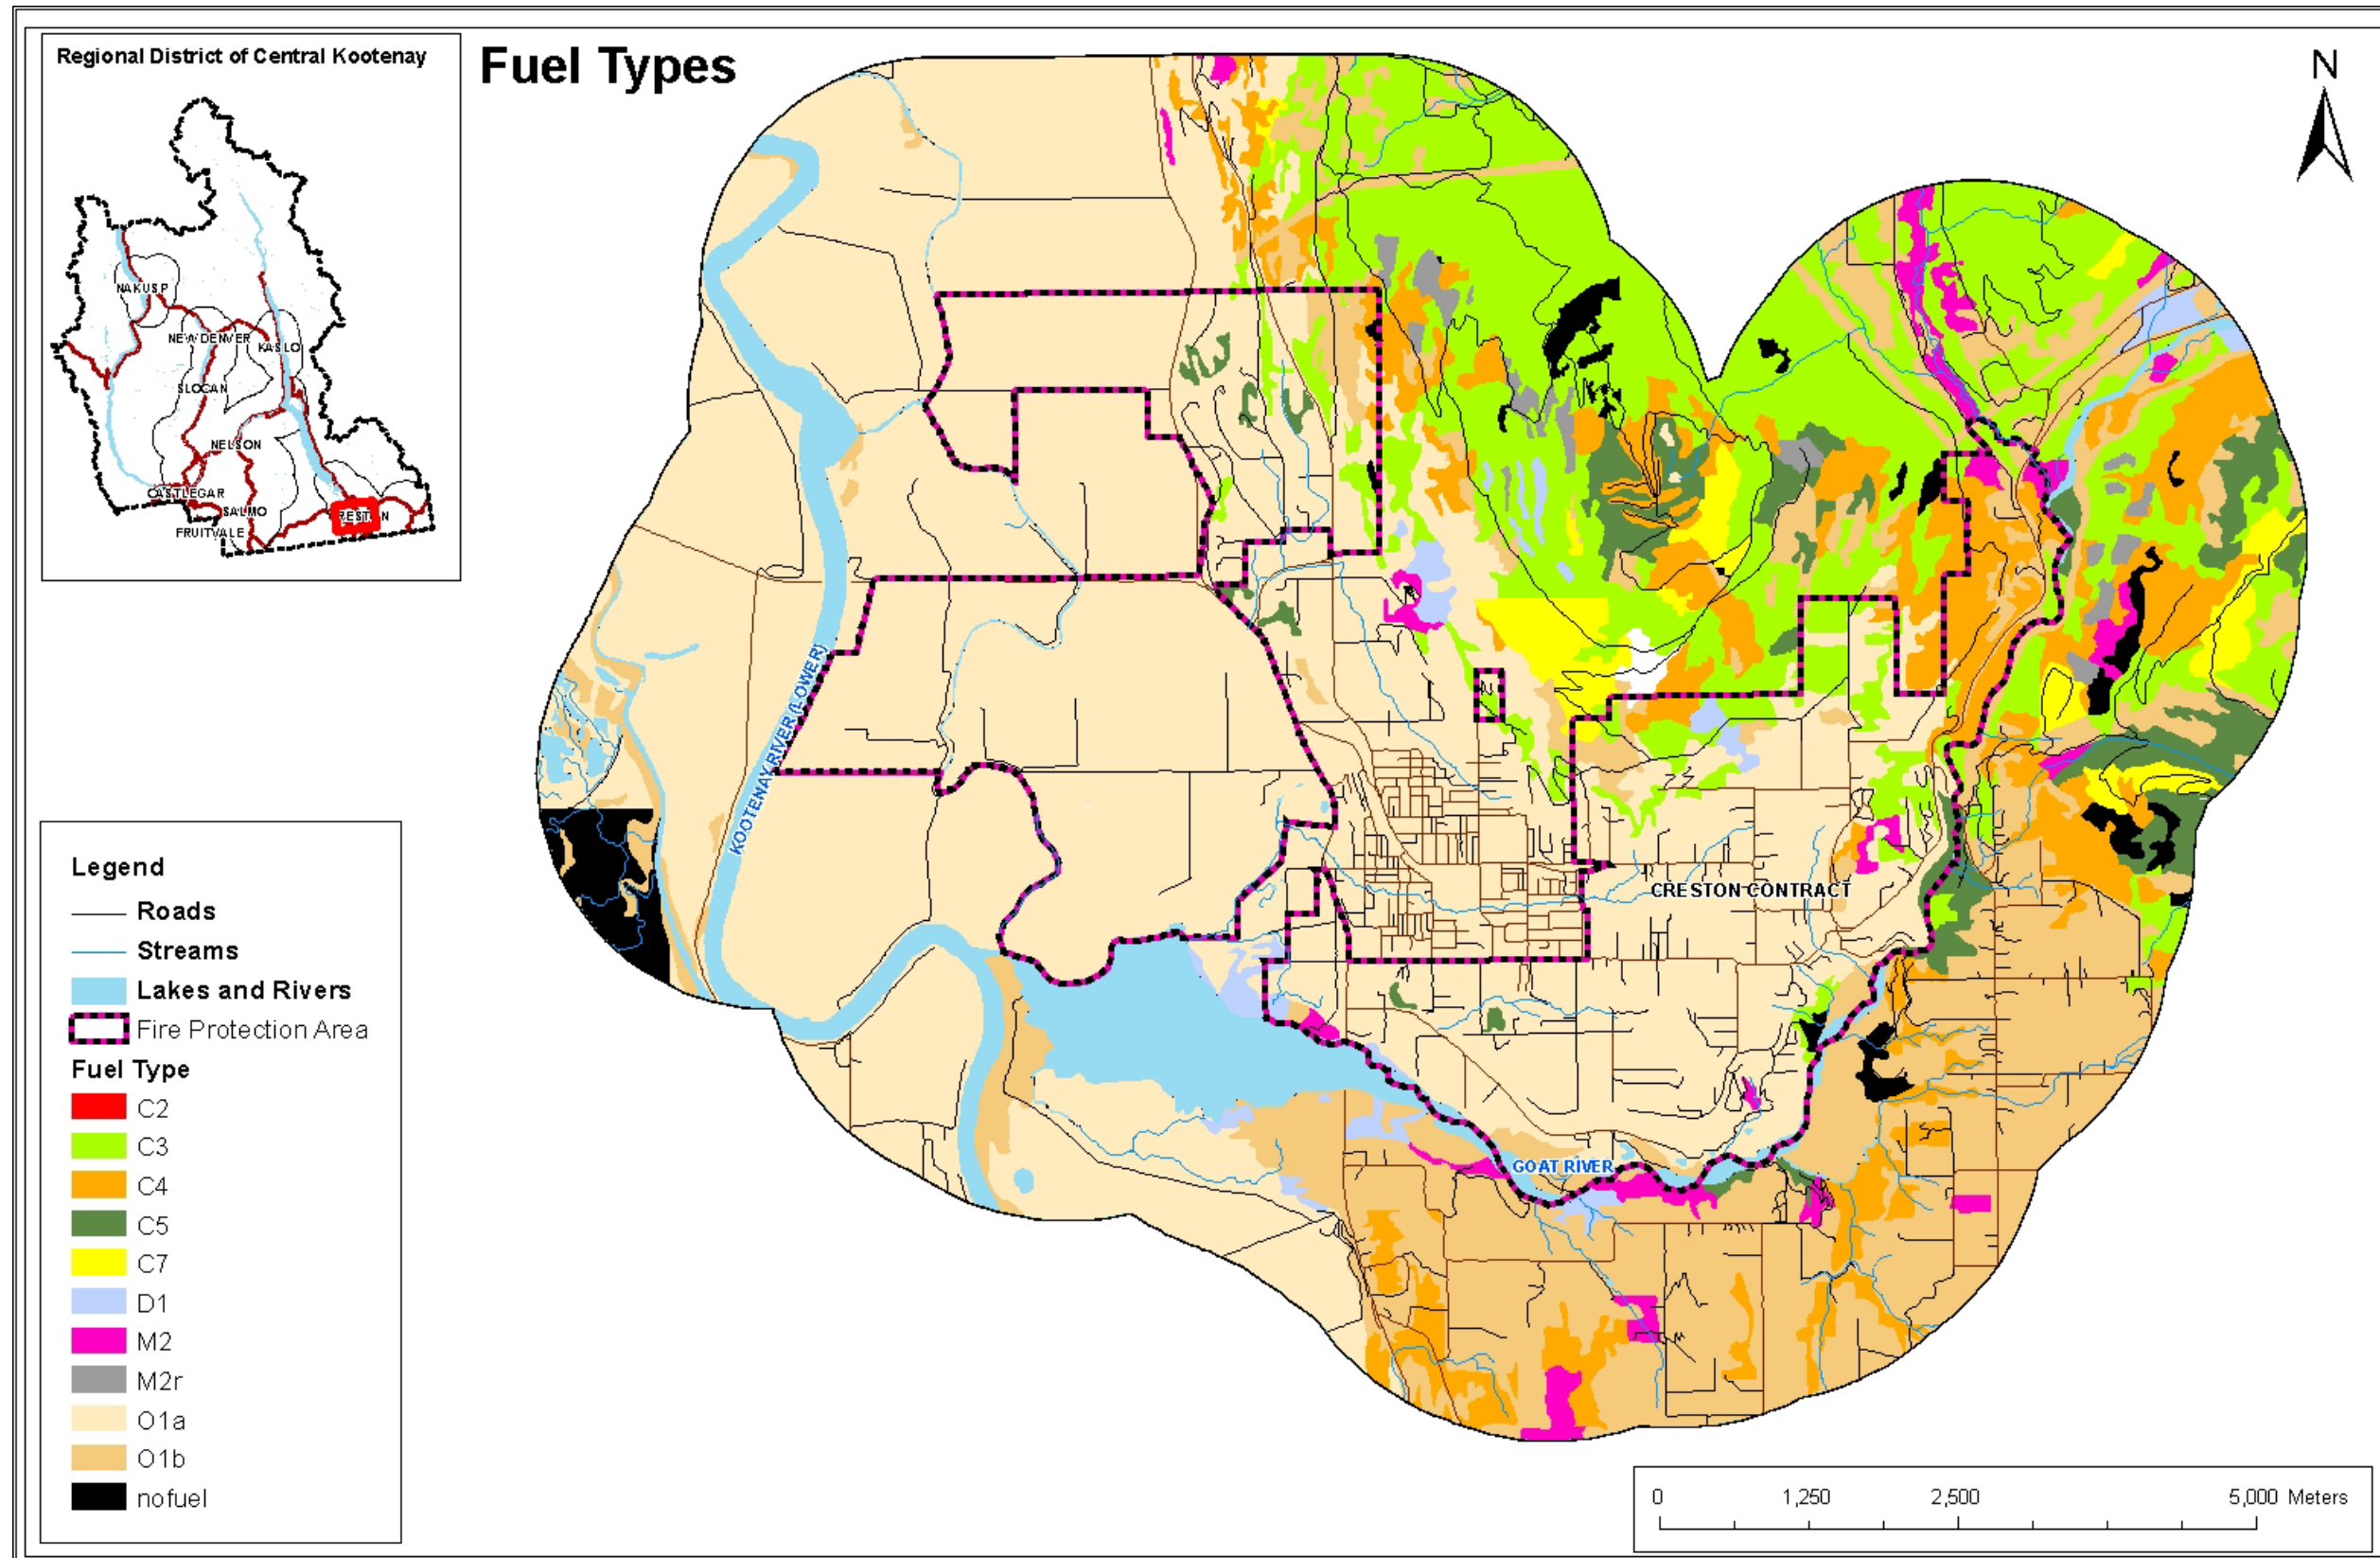 Regional District of Central Kootenay
Fuel Types
N
NAKUSP
NEW DENVER
KASLO
SLOCAN
NELSON
CASTLEGAR
SALMO
FRUITVALE
KOOTENAY RIVER (LOWER)
CRESTON CONTRACT
GOAT RIVER
Legend
Roads
Streams
Lakes and Rivers
Fire Protection Area
Fuel Type
C2
C3
C4
C5
C7
D1
M2
M2r
O1a
O1b
nofuel
0 1,250 2,500 5,000 Meters